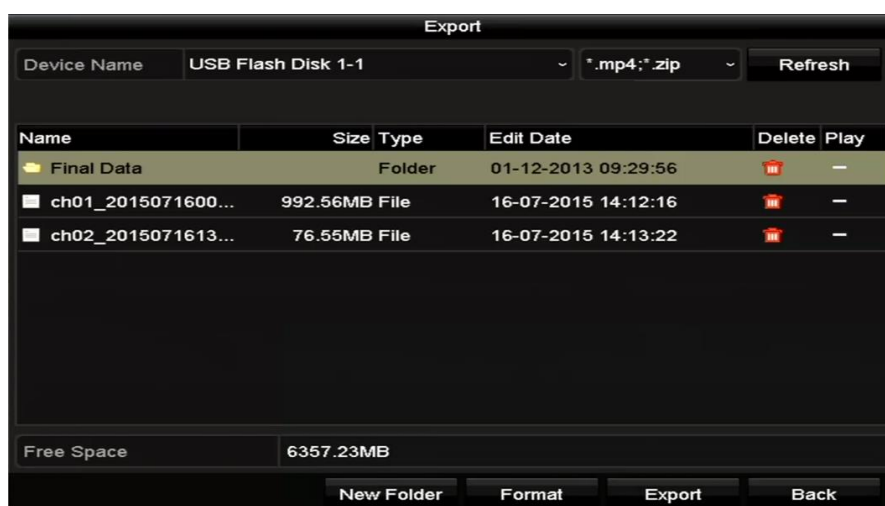 Export
Device Name USB Flash Disk 1-1 *.mp4;*.zip Refresh
Name Size Type Edit Date Delete Play
Final Data Folder 01-12-2013 09:29:56
ch01_2015071600... 992.56MB File 16-07-2015 14:12:16
ch02_2015071613... 76.55MB File 16-07-2015 14:13:22
Free Space 6357.23MB
New Folder Format Export Back